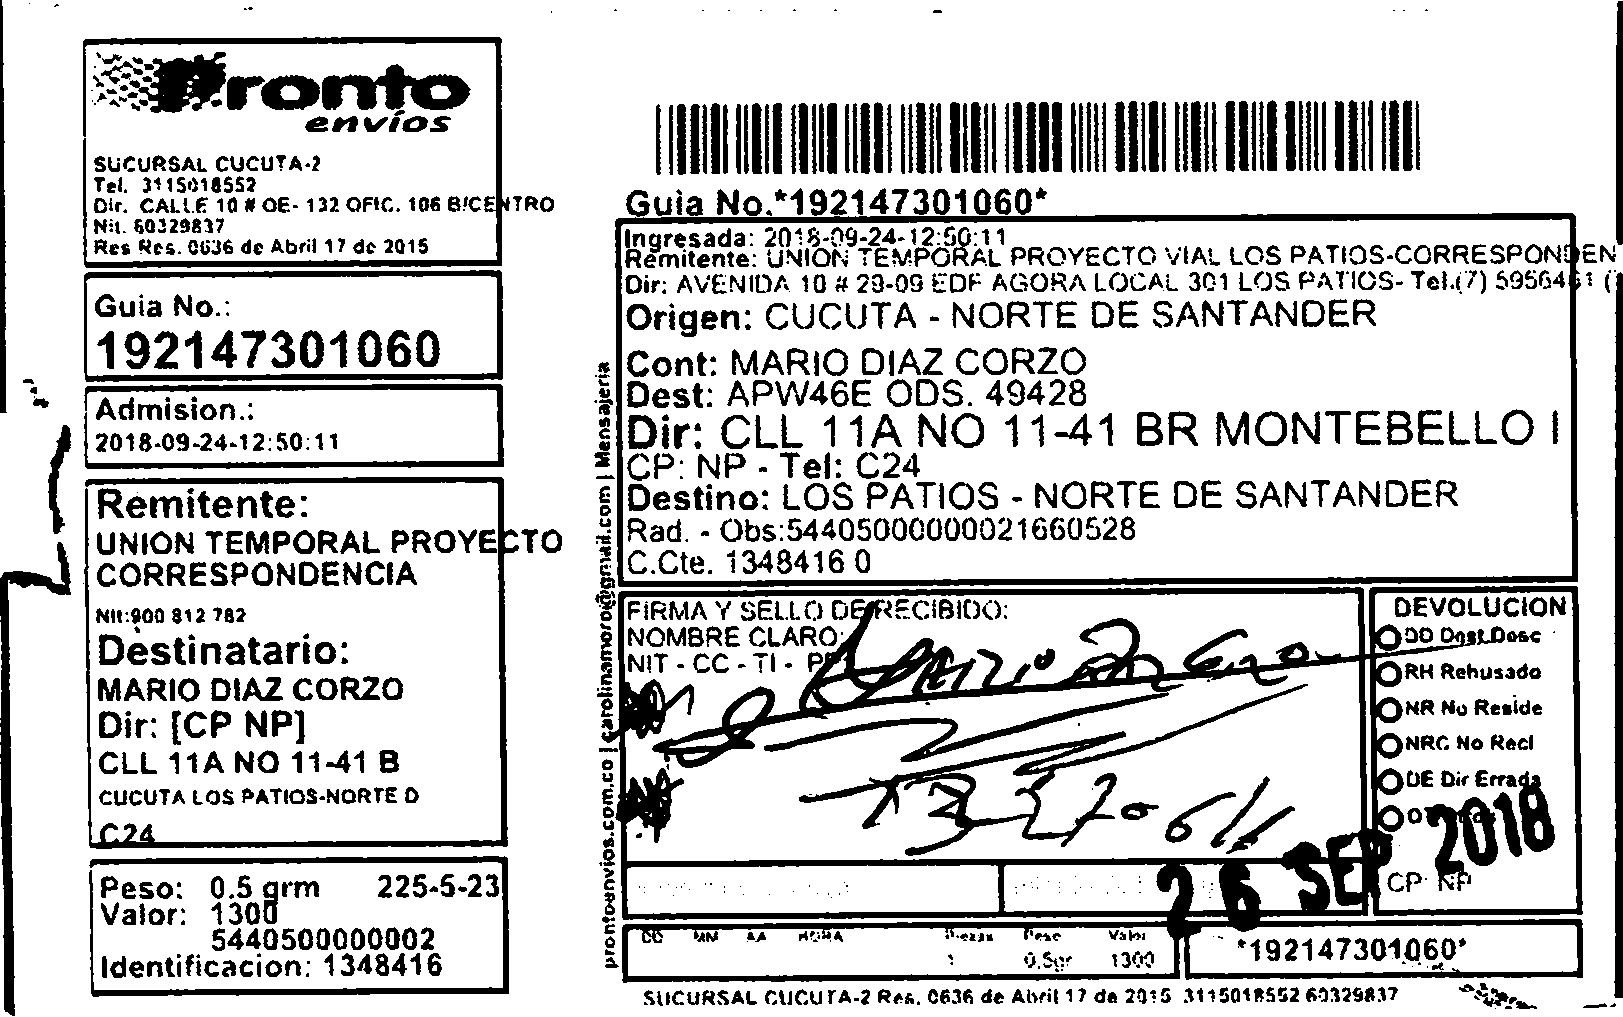 Pronto
envíos
SUCURSAL CUCUTA-2
Tel. 3115018552
Dir. CALLE 10 # OE- 132 OFIC. 106 B/CENTRO
Nit. 60329837
Res Res. 0636 de Abril 17 de 2015
Guia No.:
192147301060
Admision.:
2018-09-24-12:50:11
Remitente:
UNION TEMPORAL PROYECTO
CORRESPONDENCIA
Nit:900 812 782
Destinatario:
MARIO DIAZ CORZO
Dir: [CP NP]
CLL 11A NO 11-41 B
CUCUTA LOS PATIOS-NORTE D
C24
Peso: 0.5 grm 225-5-23
Valor: 1300
5440500000002
Identificacion: 1348416
prontoenvios.com.co | carolinamoro@gmail.com | Mensajeria
Guia No.*192147301060*
Ingresada: 2018-09-24-12:50:11
Remitente: UNION TEMPORAL PROYECTO VIAL LOS PATIOS-CORRESPONDEN
Dir: AVENIDA 10 # 29-09 EDF AGORA LOCAL 301 LOS PATIOS- Tel.(7) 5956461 (
Origen: CUCUTA - NORTE DE SANTANDER
Cont: MARIO DIAZ CORZO
Dest: APW46E ODS. 49428
Dir: CLL 11A NO 11-41 BR MONTEBELLO I
CP: NP - Tel: C24
Destino: LOS PATIOS - NORTE DE SANTANDER
Rad. - Obs:54405000000021660528
C.Cte. 1348416 0
FIRMA Y SELLO DE RECIBIDO:
NOMBRE CLARO:
NIT - CC - TI -
DEVOLUCION
DD Dest.Desc
RH Rehusado
NR No Reside
NRC No Recl
DE Dir Errada
26 SEP 2018
CP: NP
DD MM AA HORA Piezas Peso Valor
1 0.5gr 1300
*192147301060*
SUCURSAL CUCUTA-2 Res. 0636 de Abril 17 de 2015 3115018552 60329837